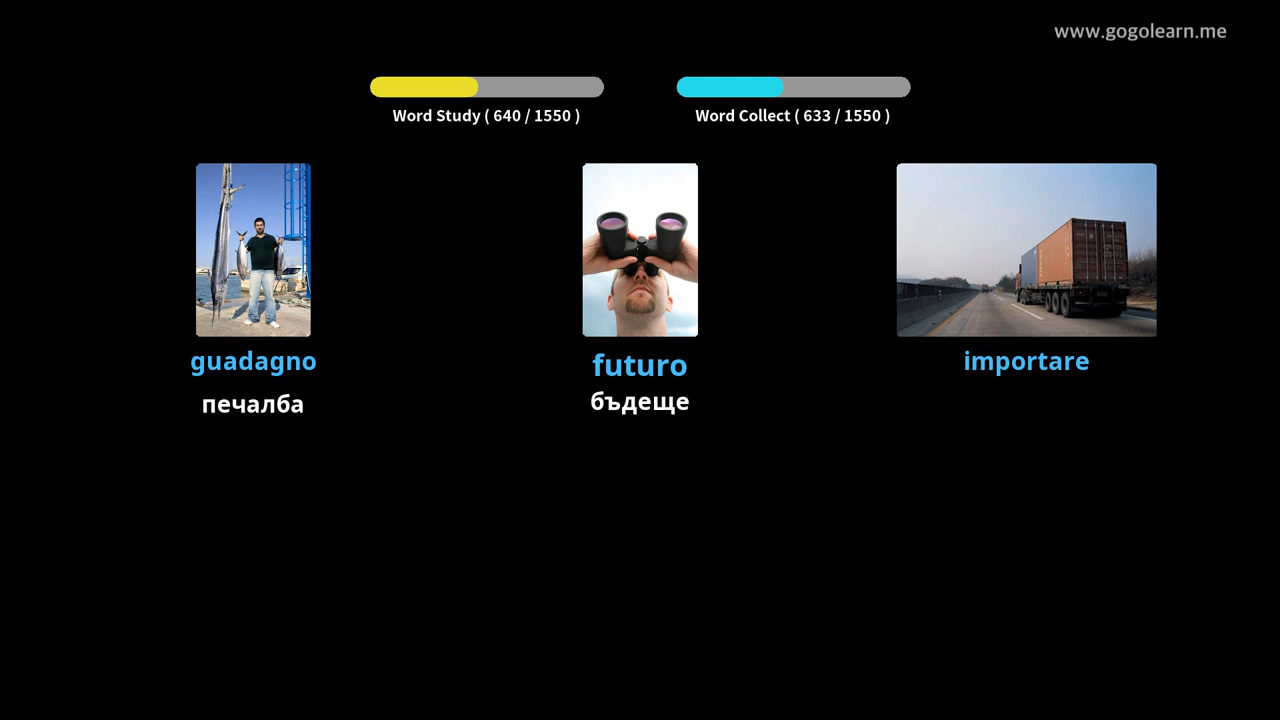 www.gogolearn.me
Word Study ( 640 / 1550 )
Word Collect ( 633 / 1550 )
guadagno
futuro
importare
печалба
бъдеще